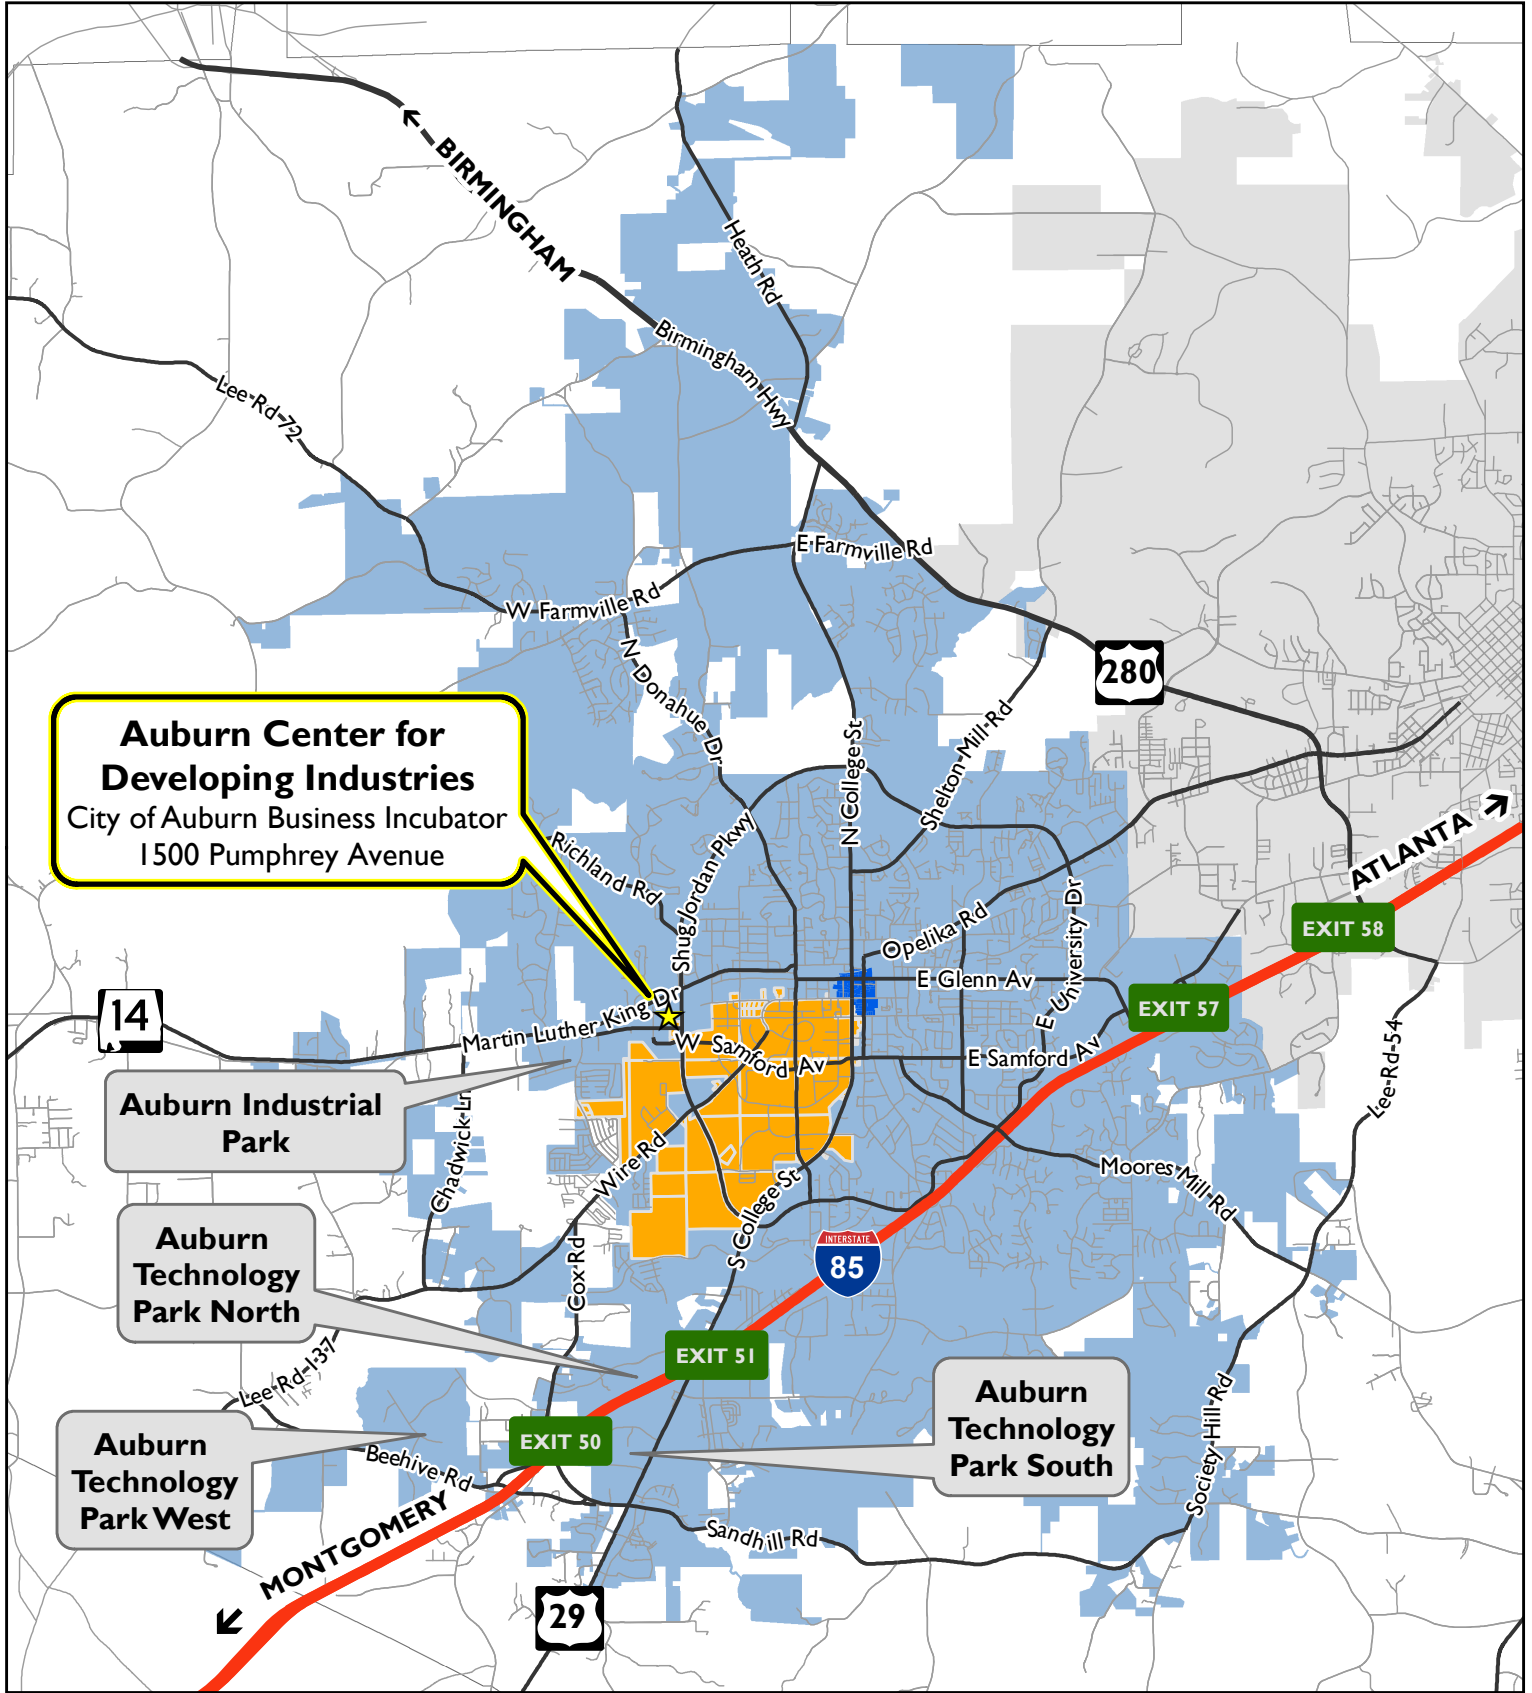 BIRMINGHAM
Heath Rd
Birmingham Hwy
Lee Rd 72
E Farmville Rd
W Farmville Rd
N Donahue Dr
280
Auburn Center for
Developing Industries
City of Auburn Business Incubator
1500 Pumphrey Avenue
N College St
Shelton Mill Rd
Shug Jordan Pkwy
Richland Rd
ATLANTA
EXIT 58
Opelika Rd
E University Dr
E Glenn Av
EXIT 57
14
Martin Luther King Dr
W Samford Av
E Samford Av
Lee Rd 54
Auburn Industrial
Park
Chadwick Ln
Wire Rd
Moores Mill Rd
S College St
Auburn
Technology
Park North
Cox Rd
INTERSTATE
85
EXIT 51
Lee Rd 137
Auburn
Technology
Park South
Society Hill Rd
EXIT 50
Auburn
Technology
Park West
Beehive Rd
MONTGOMERY
Sandhill Rd
29